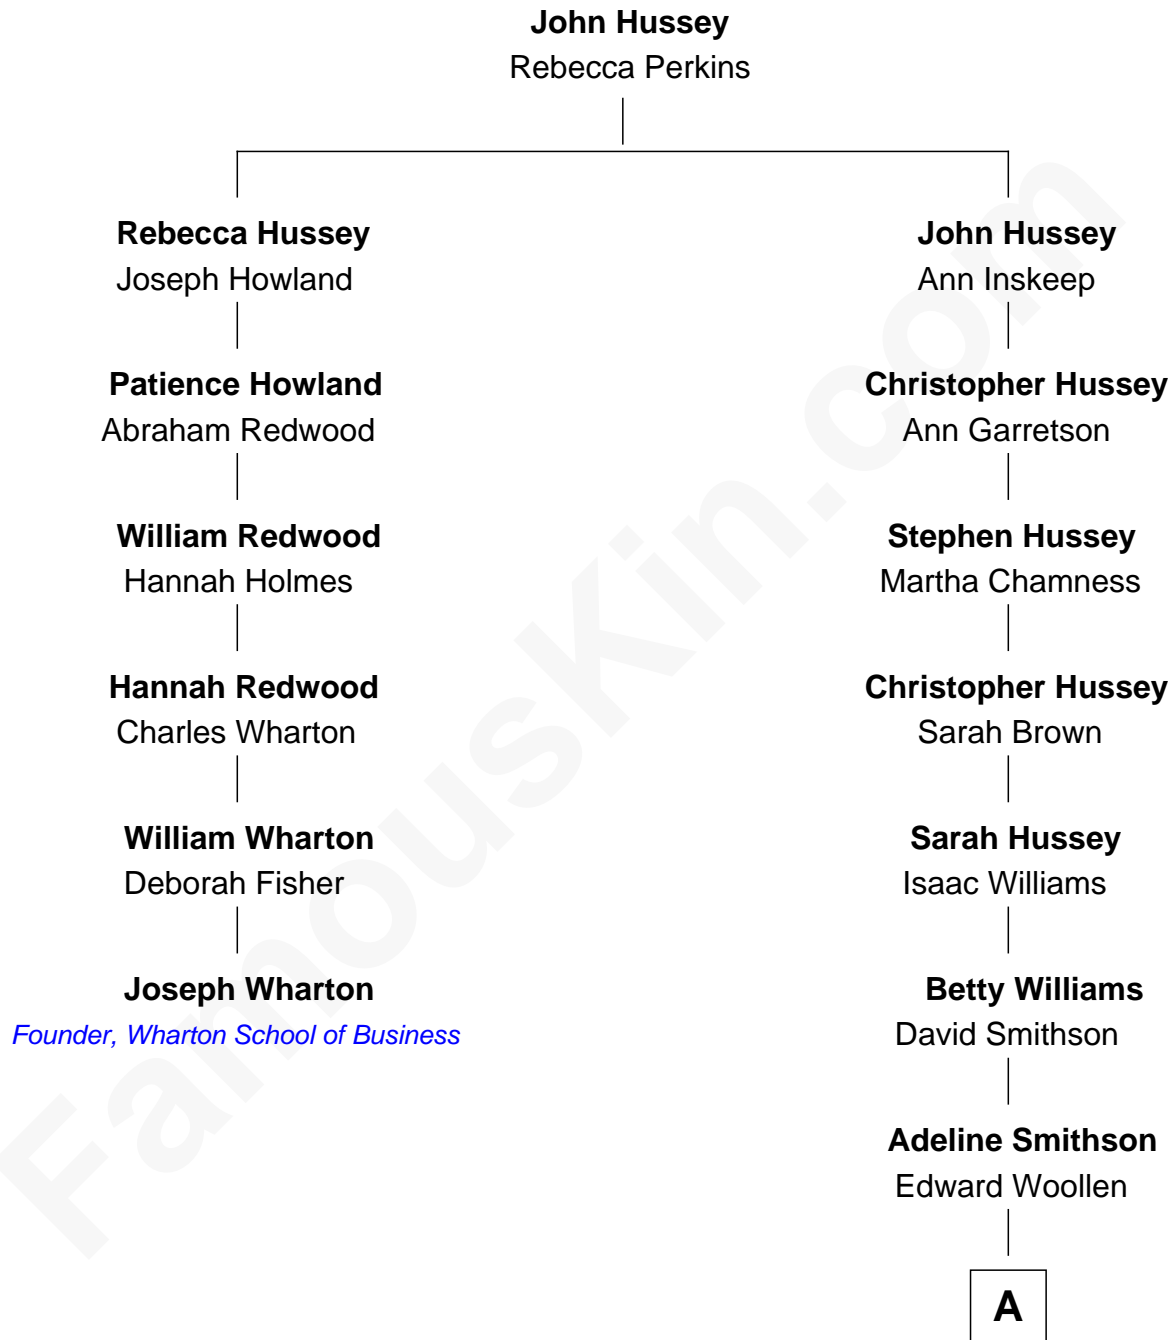 John Hussey
Rebecca Perkins
Rebecca Hussey
Joseph Howland
Patience Howland
Abraham Redwood
William Redwood
Hannah Holmes
Hannah Redwood
Charles Wharton
William Wharton
Deborah Fisher
Joseph Wharton
Founder, Wharton School of Business
John Hussey
Ann Inskeep
Christopher Hussey
Ann Garretson
Stephen Hussey
Martha Chamness
Christopher Hussey
Sarah Brown
Sarah Hussey
Isaac Williams
Betty Williams
David Smithson
Adeline Smithson
Edward Woollen
A
FamousKin.com